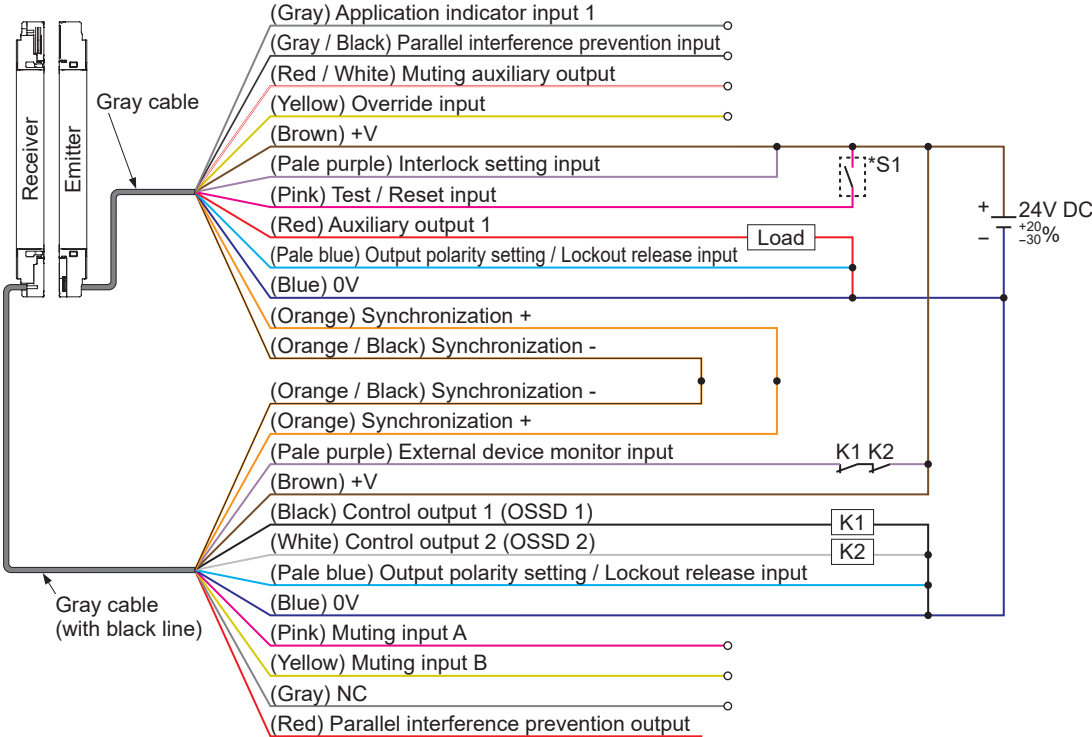 (Gray) Application indicator input 1
(Gray / Black) Parallel interference prevention input
(Red / White) Muting auxiliary output
(Yellow) Override input
(Brown) +V
(Pale purple) Interlock setting input
(Pink) Test / Reset input
(Red) Auxiliary output 1
(Pale blue) Output polarity setting / Lockout release input
(Blue) 0V
(Orange) Synchronization +
(Orange / Black) Synchronization -
Gray cable
Receiver
Emitter
*S1
Load
+
−
24V DC
+20
−30 %
(Orange / Black) Synchronization -
(Orange) Synchronization +
(Pale purple) External device monitor input
K1 K2
(Brown) +V
(Black) Control output 1 (OSSD 1)
K1
(White) Control output 2 (OSSD 2)
K2
(Pale blue) Output polarity setting / Lockout release input
(Blue) 0V
(Pink) Muting input A
(Yellow) Muting input B
(Gray) NC
(Red) Parallel interference prevention output
Gray cable
(with black line)